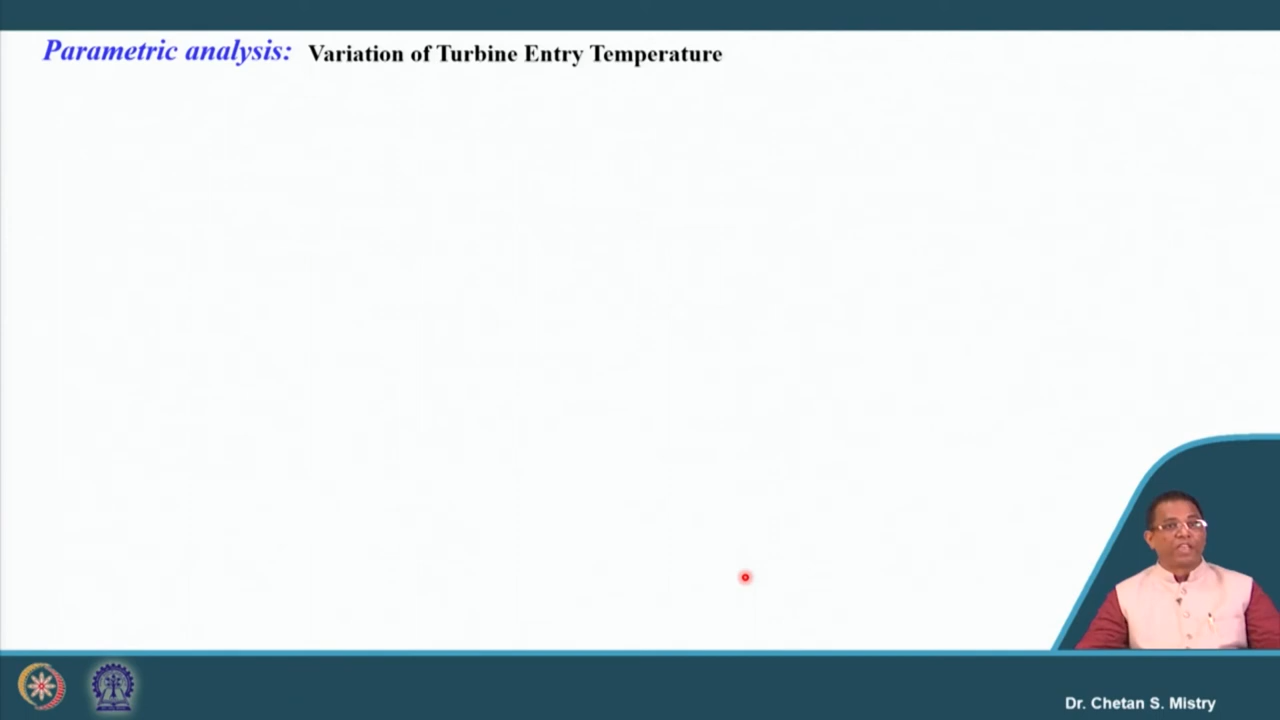 Parametric analysis: Variation of Turbine Entry Temperature
Dr. Chetan S. Mistry